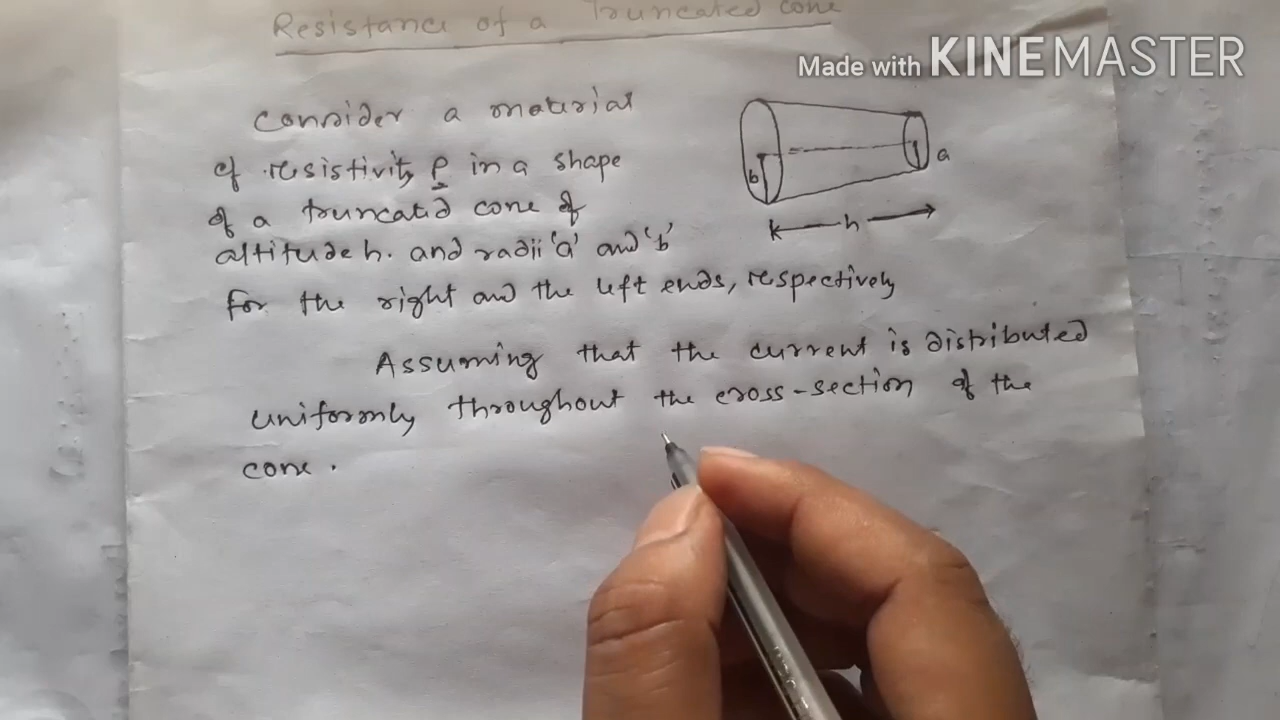 Resistance of a Truncated cone
Made with KINEMASTER
Consider a material
of resistivity ρ in a shape
of a truncated cone of
altitude h. and radii 'a' and 'b'
for the right and the left ends, respectively
Assuming that the current is distributed
uniformly throughout the cross-section of the
cone.
b
a
h